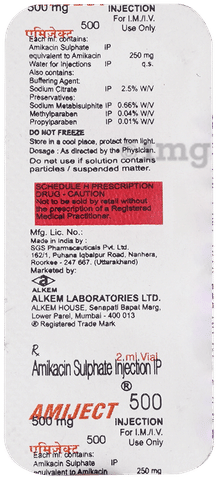 500 mg INJECTION
एमिजेक्ट 500 For I.M./I.V. Use Only
Each ml. contains:
Amikacin Sulphate IP
equivalent to Amikacin 250 mg
Water for Injections IP q.s.
Also contains:
Buffering Agent.
Sodium Citrate IP 2.5% W/V
Preservatives:
Sodium Metabisulphite IP 0.66% W/V
Methylparaben IP 0.04% W/V
Propylparaben IP 0.01% W/V
DO NOT FREEZE
Store in a cool place, protect from light.
Dosage : As directed by the Physician.
Do not use if solution contains
particles / suspended matter.
SCHEDULE H PRESCRIPTION
DRUG - CAUTION
Not to be sold by retail without
the prescription of a Registered
Medical Practitioner.
Mfg. Lic. No.:
Made in India by :
SGS Pharmaceuticals Pvt. Ltd.
162/1, Puhana Iqbalpur Road, Nanhera,
Roorkee - 247 667. (Uttarakhand)
Marketed by:
ALKEM
ALKEM LABORATORIES LTD.
ALKEM HOUSE, Senapati Bapat Marg,
Lower Parel, Mumbai - 400 013
® Registered Trade Mark
Rx 2 ml. Vial
Amikacin Sulphate Injection IP
®
AMIJECT 500
500 mg INJECTION
एमिजेक्ट 500 For I.M./I.V. Use Only
Each ml. contains:
Amikacin Sulphate IP
equivalent to Amikacin 250 mg